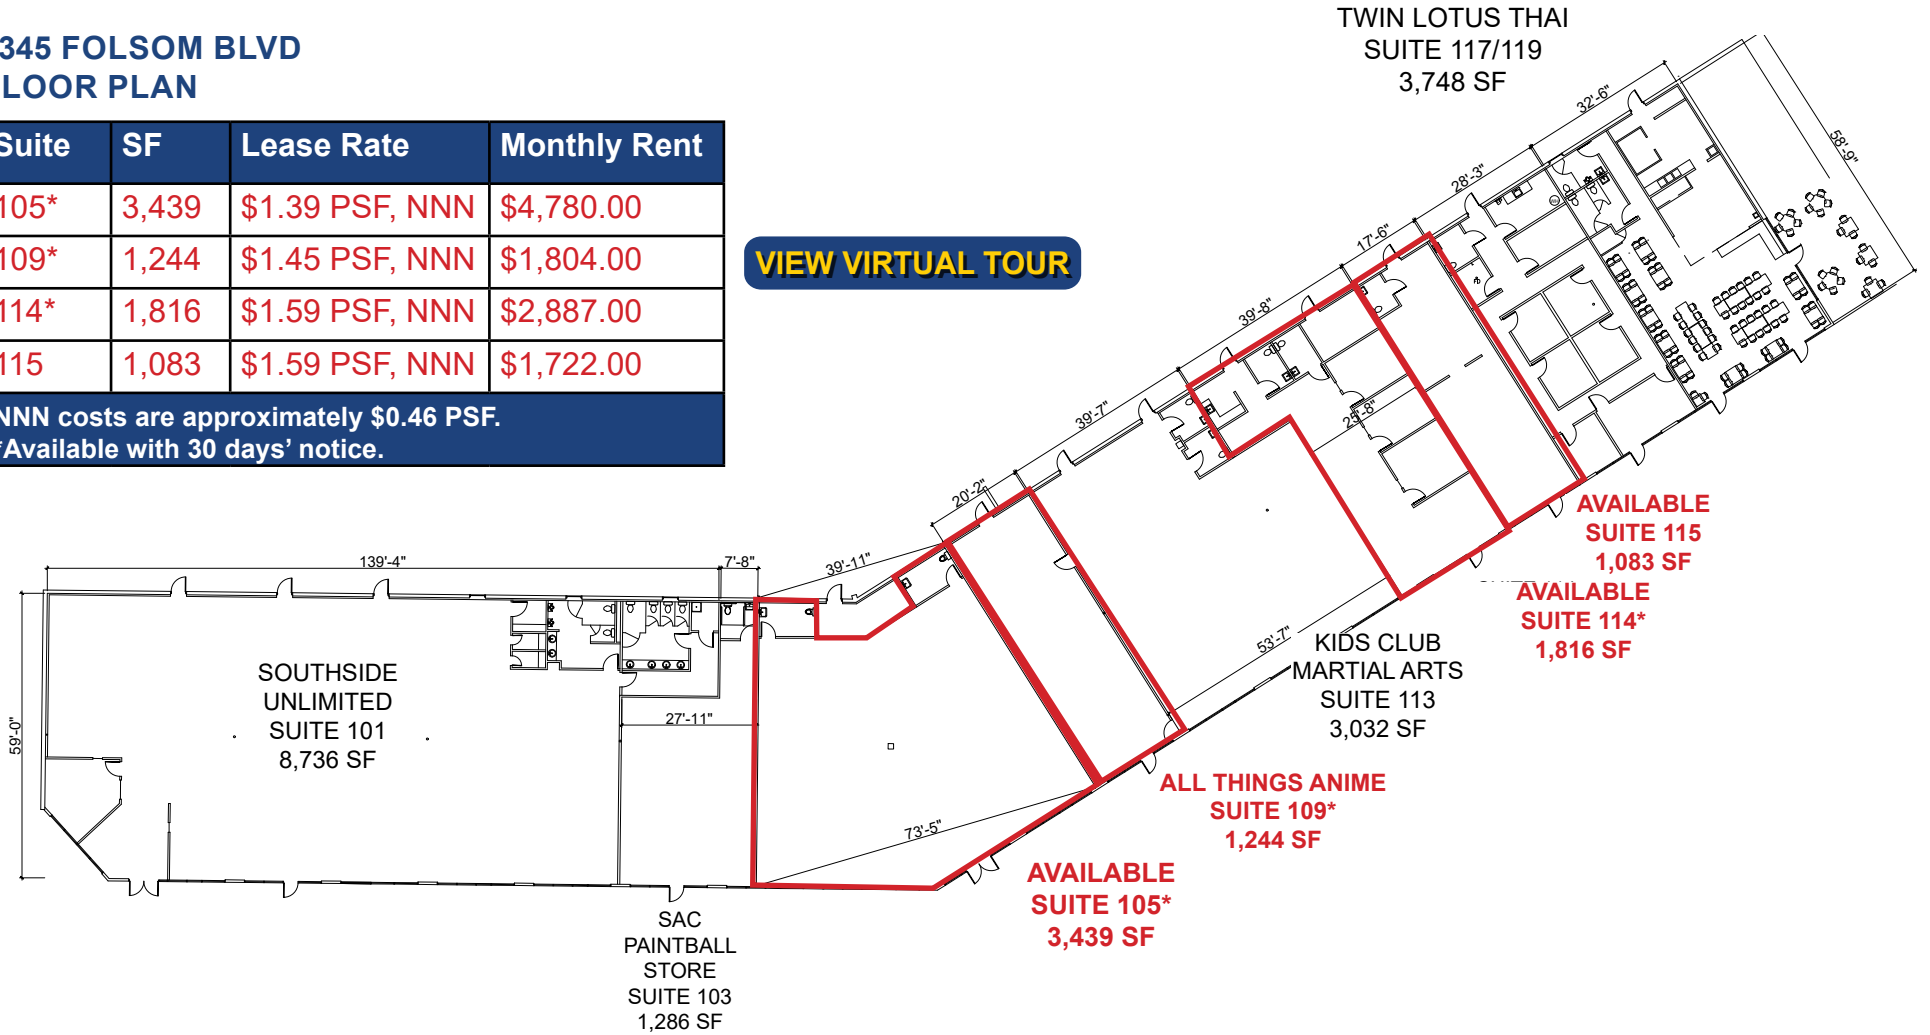 345 FOLSOM BLVD
LOOR PLAN
Suite SF Lease Rate Monthly Rent
105* 3,439 $1.39 PSF, NNN $4,780.00
109* 1,244 $1.45 PSF, NNN $1,804.00
114* 1,816 $1.59 PSF, NNN $2,887.00
115 1,083 $1.59 PSF, NNN $1,722.00
NNN costs are approximately $0.46 PSF.
*Available with 30 days’ notice.
VIEW VIRTUAL TOUR
TWIN LOTUS THAI
SUITE 117/119
3,748 SF
32'-6"
58'-9"
28'-3"
17'-6"
39'-8"
39'-7"
25'-8"
20'-2"
39'-11"
7'-8"
139'-4"
59'-0"
27'-11"
73'-5"
53'-7"
AVAILABLE
SUITE 115
1,083 SF
AVAILABLE
SUITE 114*
1,816 SF
KIDS CLUB
MARTIAL ARTS
SUITE 113
3,032 SF
ALL THINGS ANIME
SUITE 109*
1,244 SF
AVAILABLE
SUITE 105*
3,439 SF
SOUTHSIDE
UNLIMITED
SUITE 101
8,736 SF
SAC
PAINTBALL
STORE
SUITE 103
1,286 SF